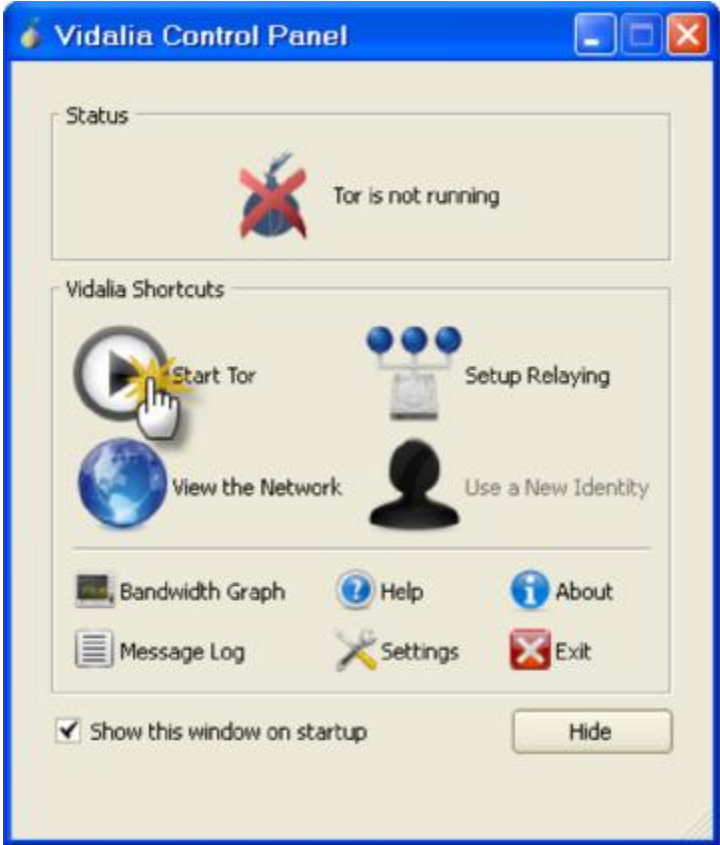 Vidalia Control Panel
Status
Tor is not running
Vidalia Shortcuts
Start Tor
Setup Relaying
View the Network
Use a New Identity
Bandwidth Graph
Help
About
Message Log
Settings
Exit
Show this window on startup
Hide